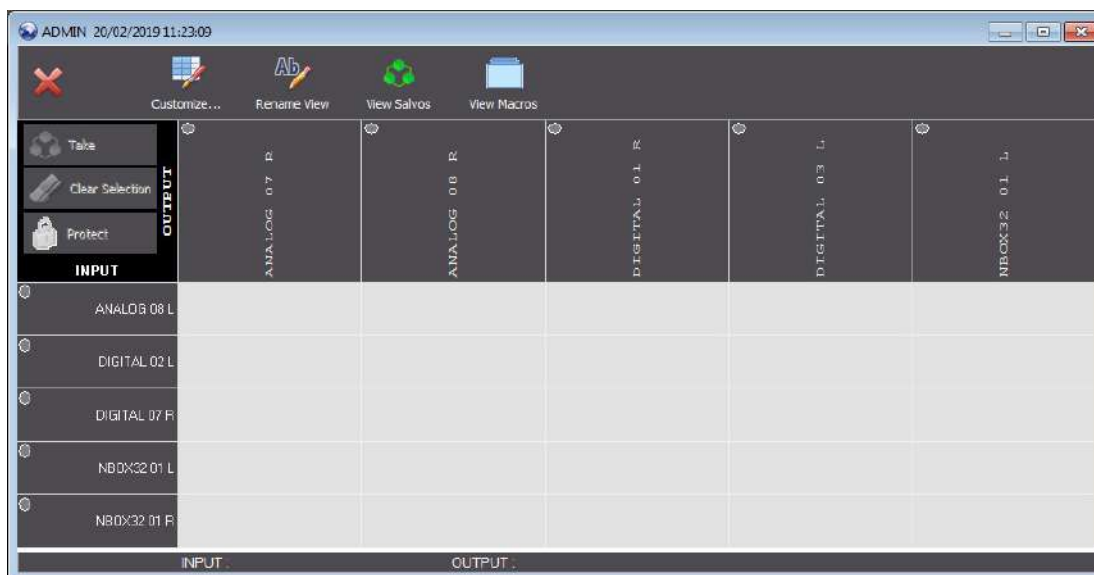 ADMIN 20/02/2019 11:23:09
Customize...
Rename View
View Salvos
View Macros
Take
Clear Selection
Protect
OUTPUT
INPUT
ANALOG 07 R
ANALOG 08 R
DIGITAL 01 R
DIGITAL 03 L
NBOX32 01 L
ANALOG 08 L
DIGITAL 02 L
DIGITAL 07 R
NBOX32 01 L
NBOX32 01 R
INPUT : OUTPUT :